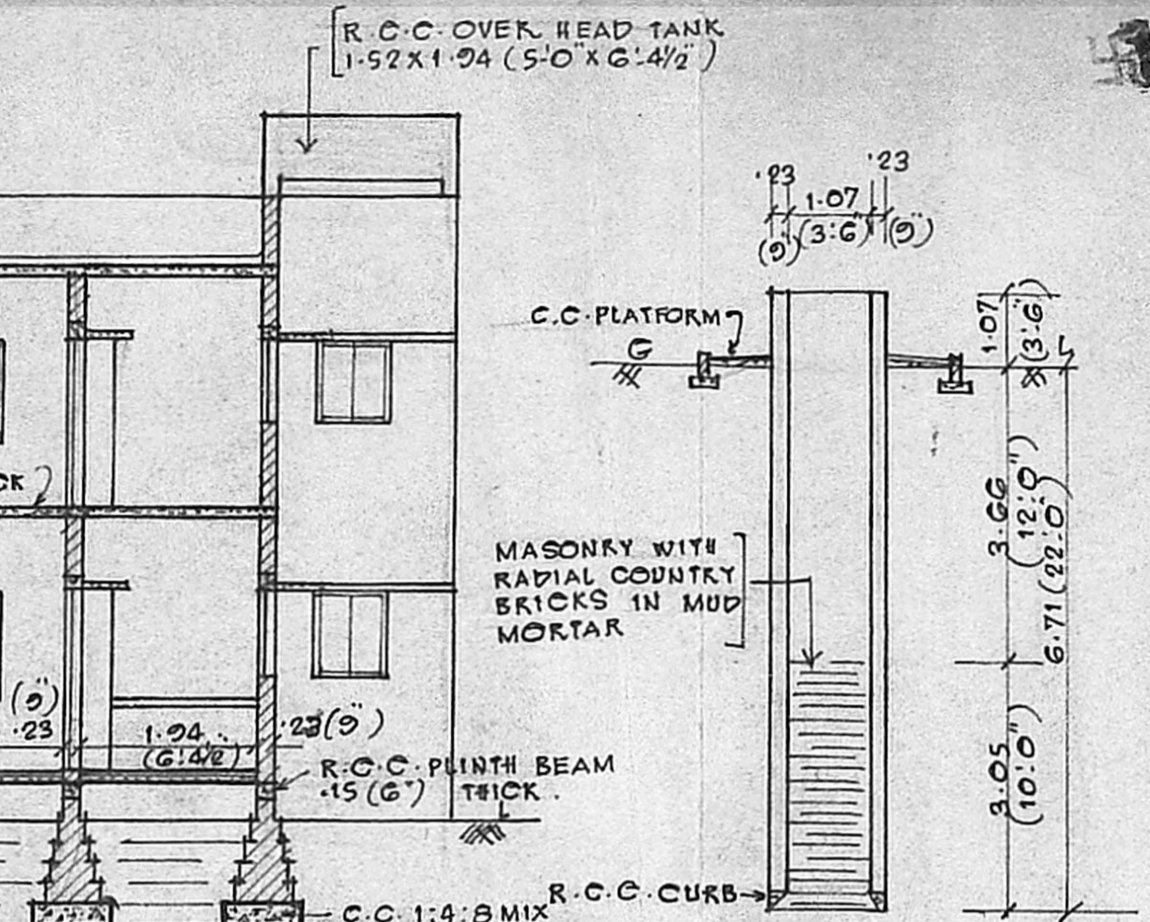 R.C.C. OVER HEAD TANK
1.52 X 1.94 (5'-0" X 6'-4½")
.23
.23
1.07
(9")
(3'-6")
(9")
C.C. PLATFORM
G
L
1.07
(3'-6")
CK
3.66
(12'-0")
6.71 (22'-0")
MASONRY WITH
RADIAL COUNTRY
BRICKS IN MUD
MORTAR
(9")
.23
1.94
(6'-4½")
.23 (9")
R.C.C. PLINTH BEAM
.15 (6") THICK.
L
3.05
(10'-0")
R.C.C. CURB
C.C. 1:4:8 MIX